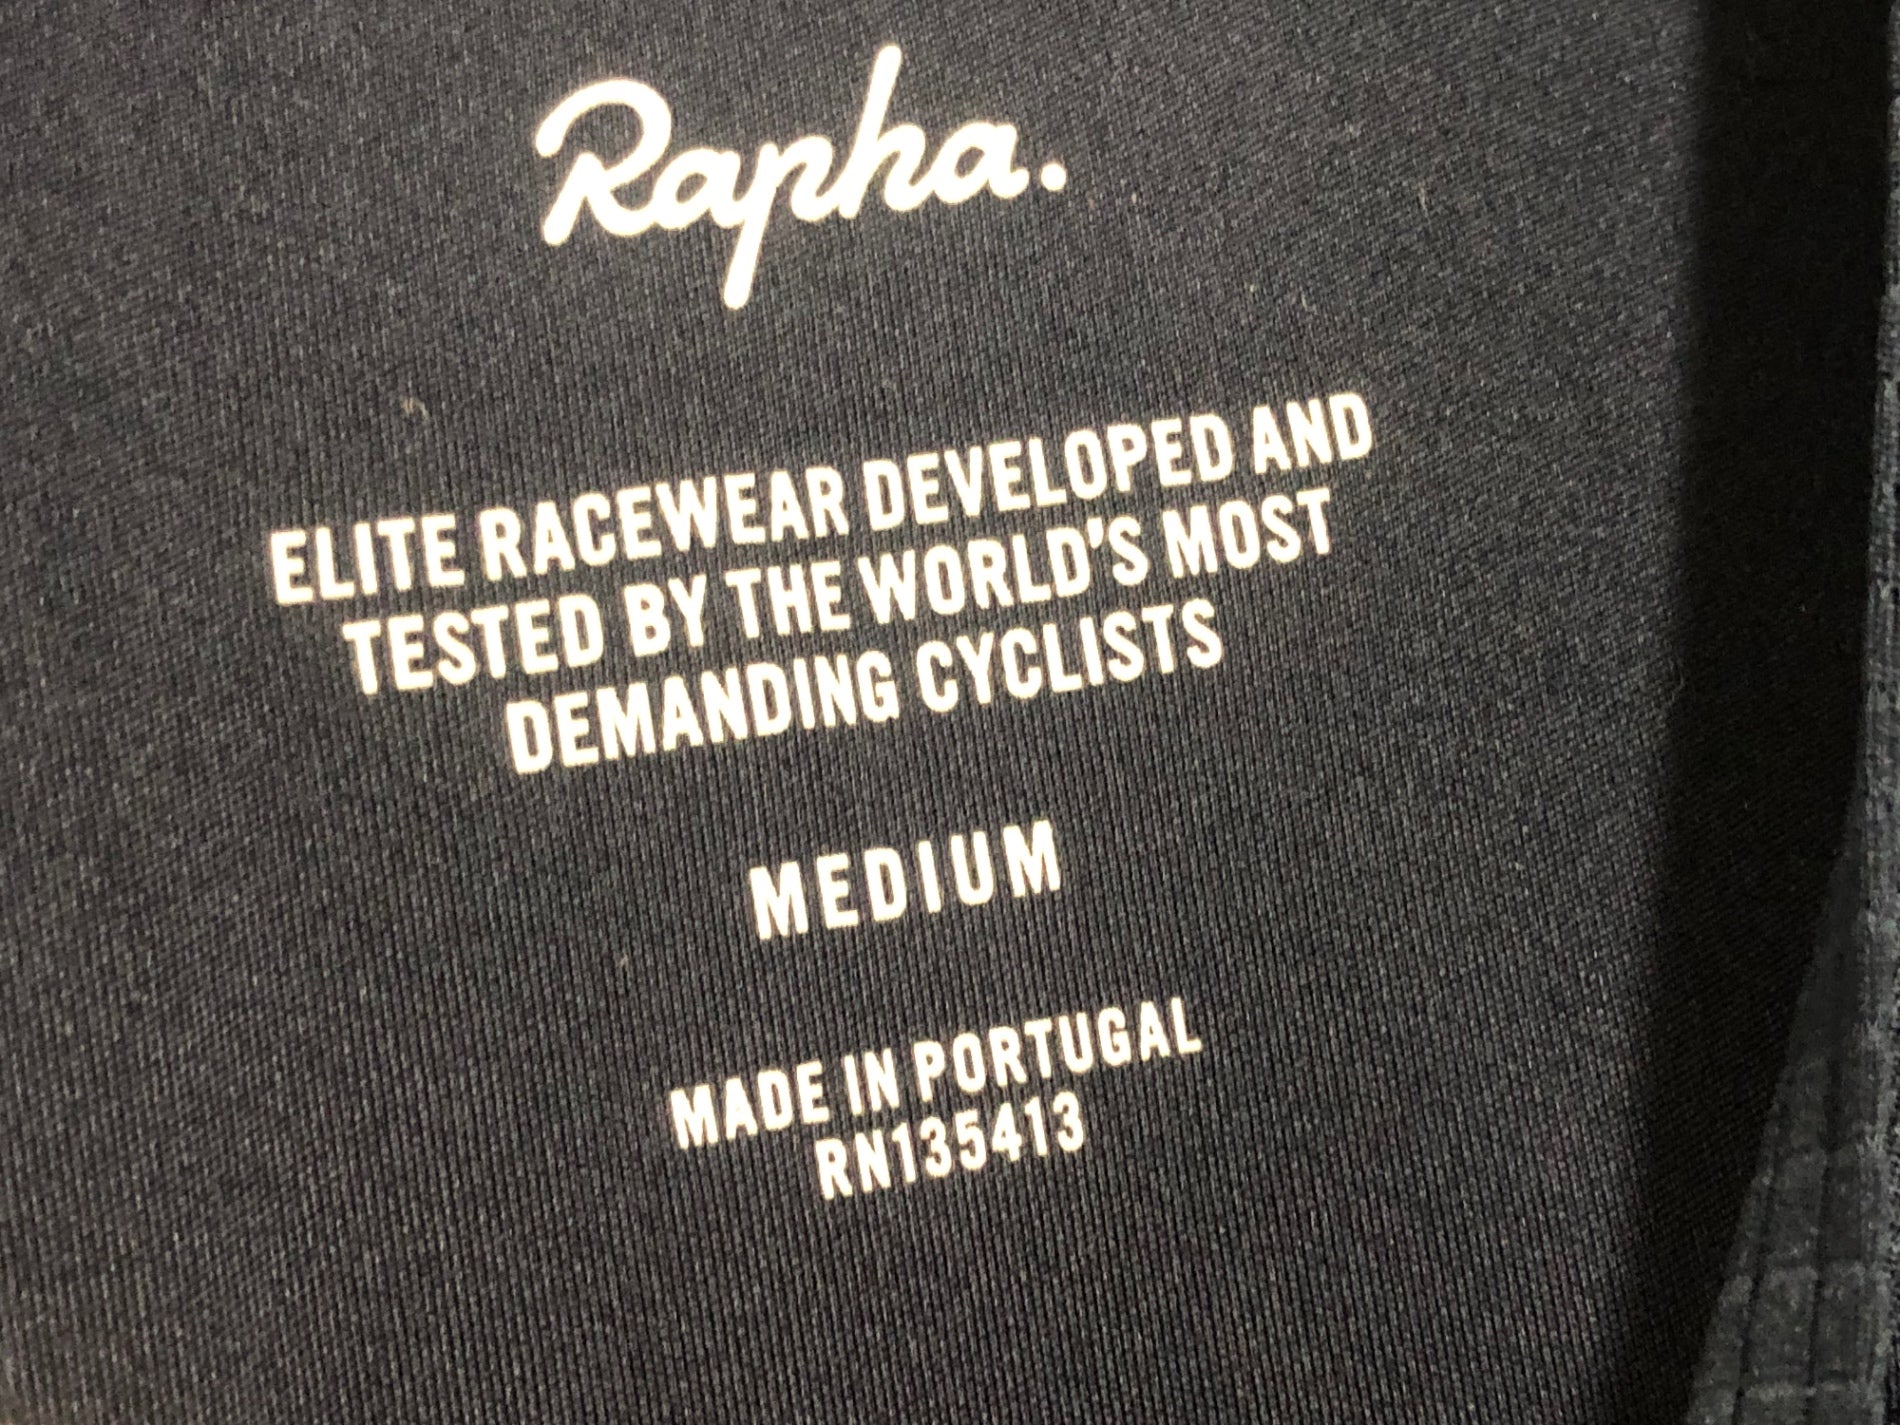 Rapha.
ELITE RACEWEAR DEVELOPED AND
TESTED BY THE WORLD'S MOST
DEMANDING CYCLISTS
MEDIUM
MADE IN PORTUGAL
RN135413